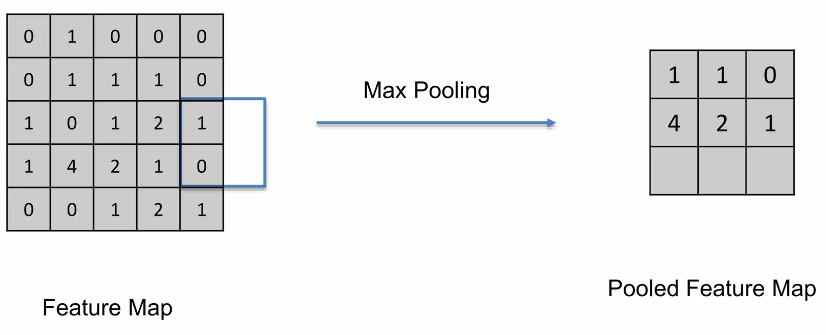 0 1 0 0 0
0 1 1 1 0
1 0 1 2 1
1 4 2 1 0
0 0 1 2 1
Feature Map
Max Pooling
1 1 0
4 2 1
Pooled Feature Map